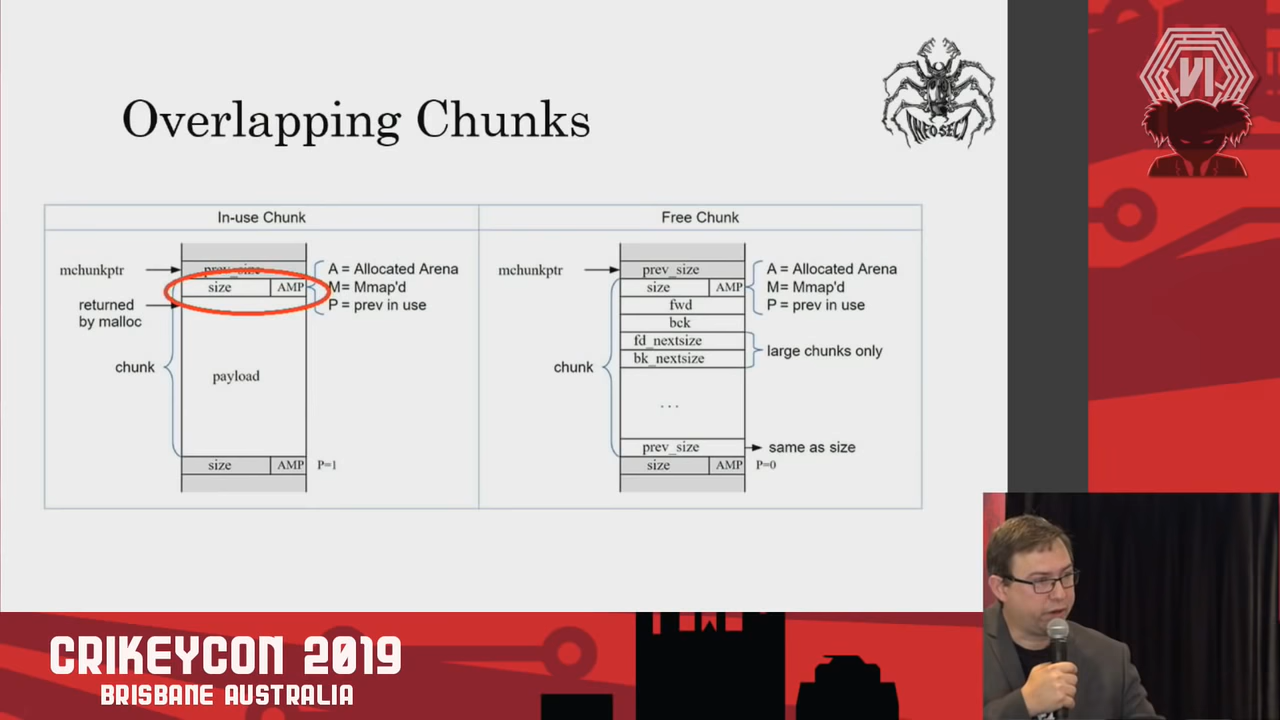 Overlapping Chunks
INFOSECT
VI
In-use Chunk
Free Chunk
mchunkptr
prev_size
size
AMP
A = Allocated Arena
M= Mmap'd
P = prev in use
returned
by malloc
chunk
payload
size
AMP
P=1
mchunkptr
prev_size
size
AMP
A = Allocated Arena
M= Mmap'd
P = prev in use
fwd
bck
fd_nextsize
bk_nextsize
large chunks only
chunk
...
prev_size
same as size
size
AMP
P=0
CRIKEYCON 2019
BRISBANE AUSTRALIA